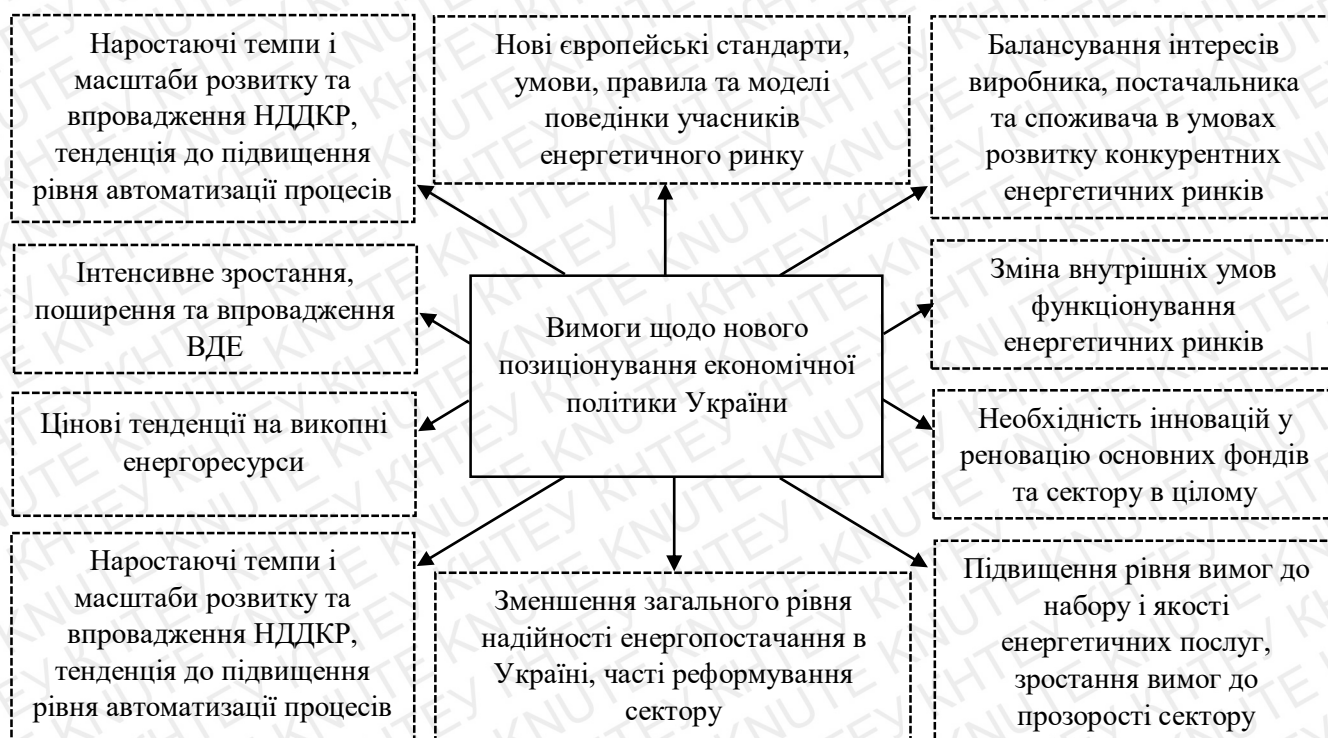 Наростаючі темпи і
масштаби розвитку та
впровадження НДДКР,
тенденція до підвищення
рівня автоматизації процесів
Нові європейські стандарти,
умови, правила та моделі
поведінки учасників
енергетичного ринку
Балансування інтересів
виробника, постачальника
та споживача в умовах
розвитку конкурентних
енергетичних ринків
Інтенсивне зростання,
поширення та впровадження
ВДЕ
Вимоги щодо нового
позиціонування економічної
політики України
Зміна внутрішніх умов
функціонування
енергетичних ринків
Цінові тенденції на викопні
енергоресурси
Необхідність інновацій у
реновацію основних фондів
та сектору в цілому
Наростаючі темпи і
масштаби розвитку та
впровадження НДДКР,
тенденція до підвищення
рівня автоматизації процесів
Зменшення загального рівня
надійності енергопостачання в
Україні, часті реформування
сектору
Підвищення рівня вимог до
набору і якості
енергетичних послуг,
зростання вимог до
прозорості сектору